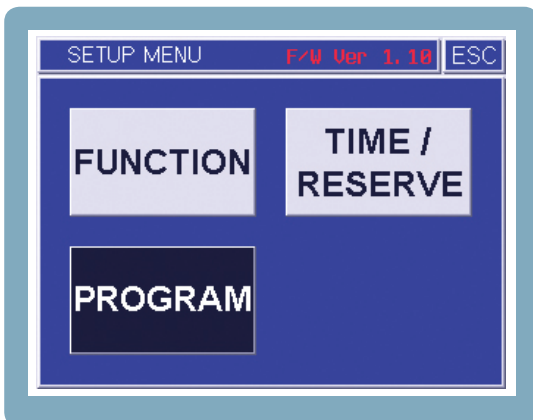 SETUP MENU F/W Ver 1.10 ESC
FUNCTION
TIME /
RESERVE
PROGRAM